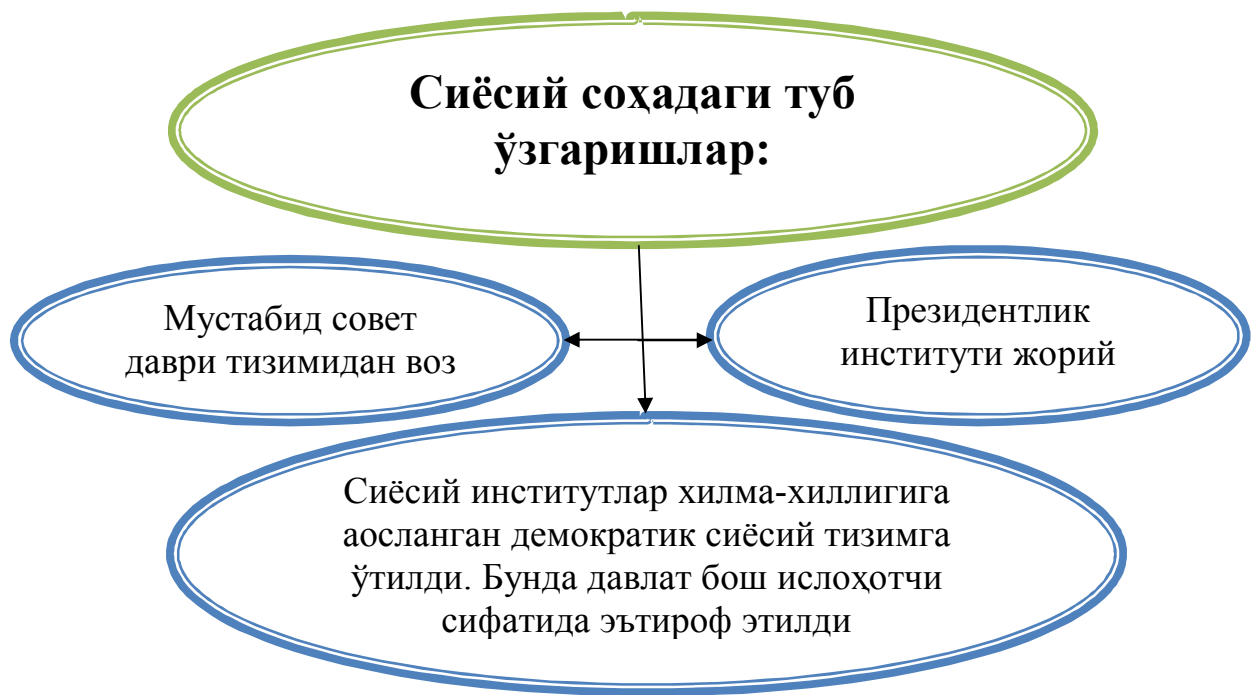 Сиёсий соҳадаги туб
ўзгаришлар:
Мустабид совет
даври тизимидан воз
Президентлик
институти жорий
Сиёсий институтлар хилма-хиллигига
аосланган демократик сиёсий тизимга
ўтилди. Бунда давлат бош ислоҳотчи
сифатида эътироф этилди